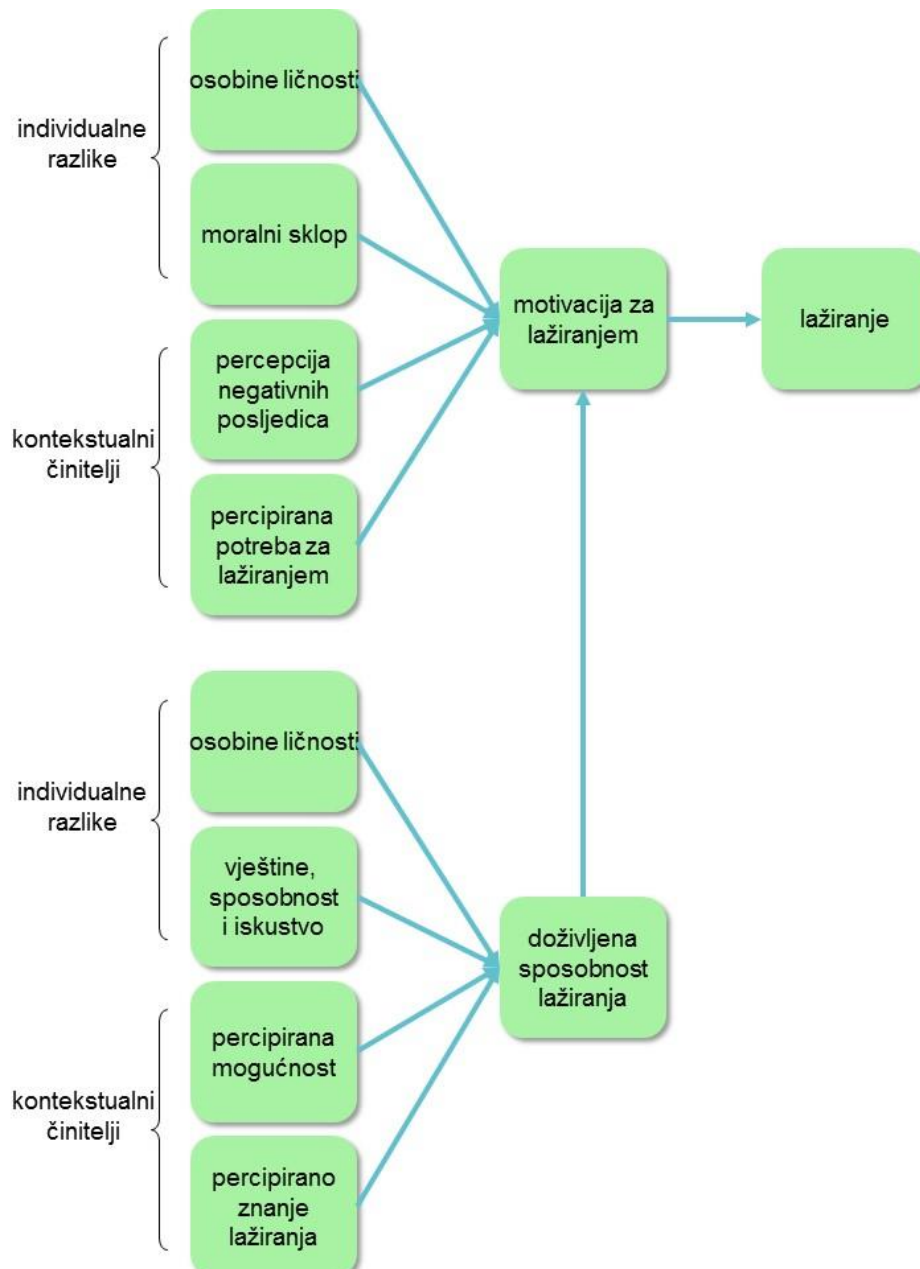 osobine ličnosti
individualne
razlike
moralni sklop
motivacija za
lažiranjem
lažiranje
percepcija
negativnih
posljedica
kontekstualni
činitelji
percipirana
potreba za
lažiranjem
osobine ličnosti
individualne
razlike
vještine,
sposobnost
i iskustvo
doživljena
sposobnost
lažiranja
percipirana
mogućnost
kontekstualni
činitelji
percipirano
znanje
lažiranja